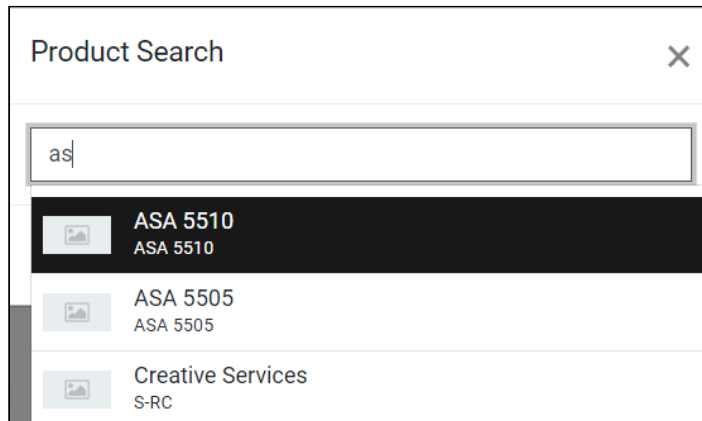 Product Search
as
ASA 5510
ASA 5510
ASA 5505
ASA 5505
Creative Services
S-RC